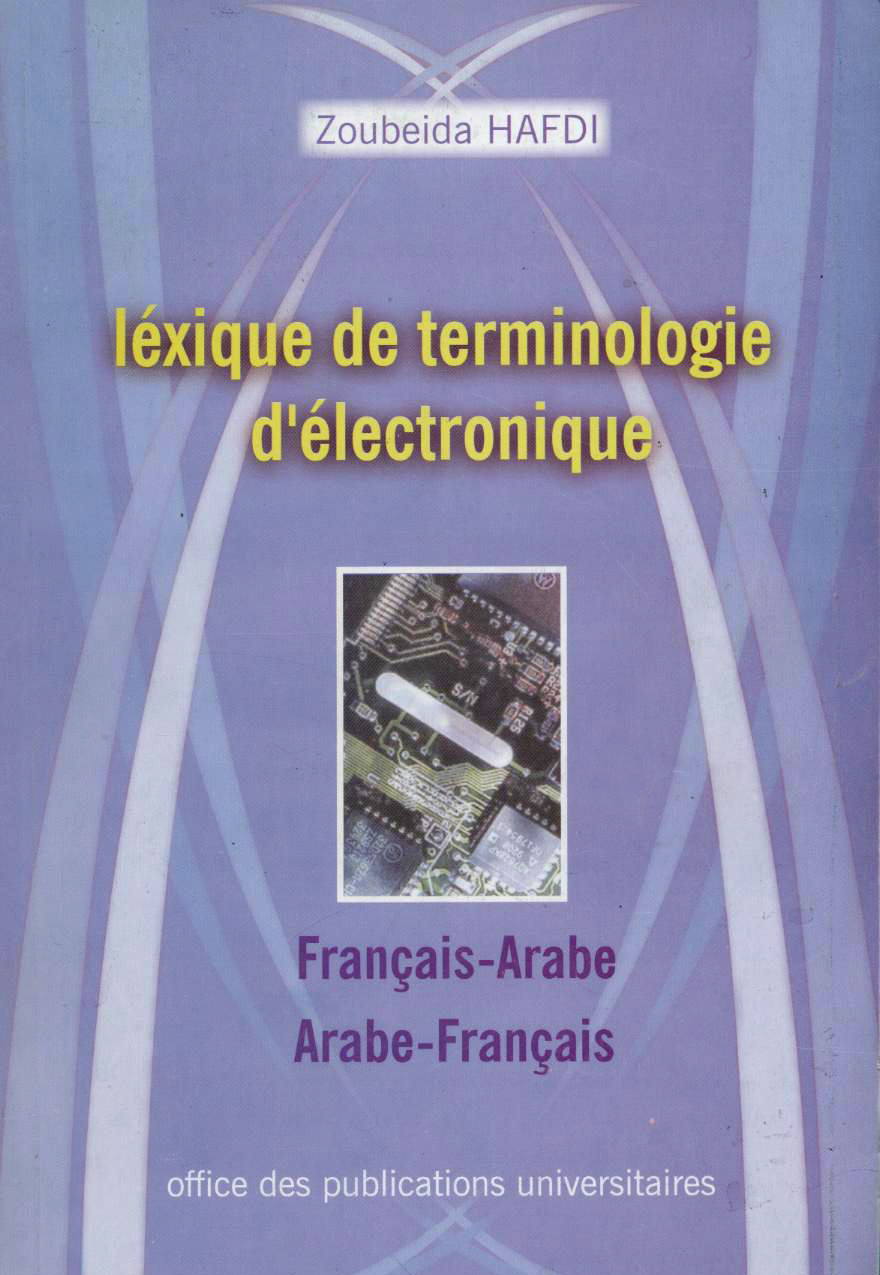 Zoubeida HAFDI
léxique de terminologie
d'électronique
Français-Arabe
Arabe-Français
office des publications universitaires